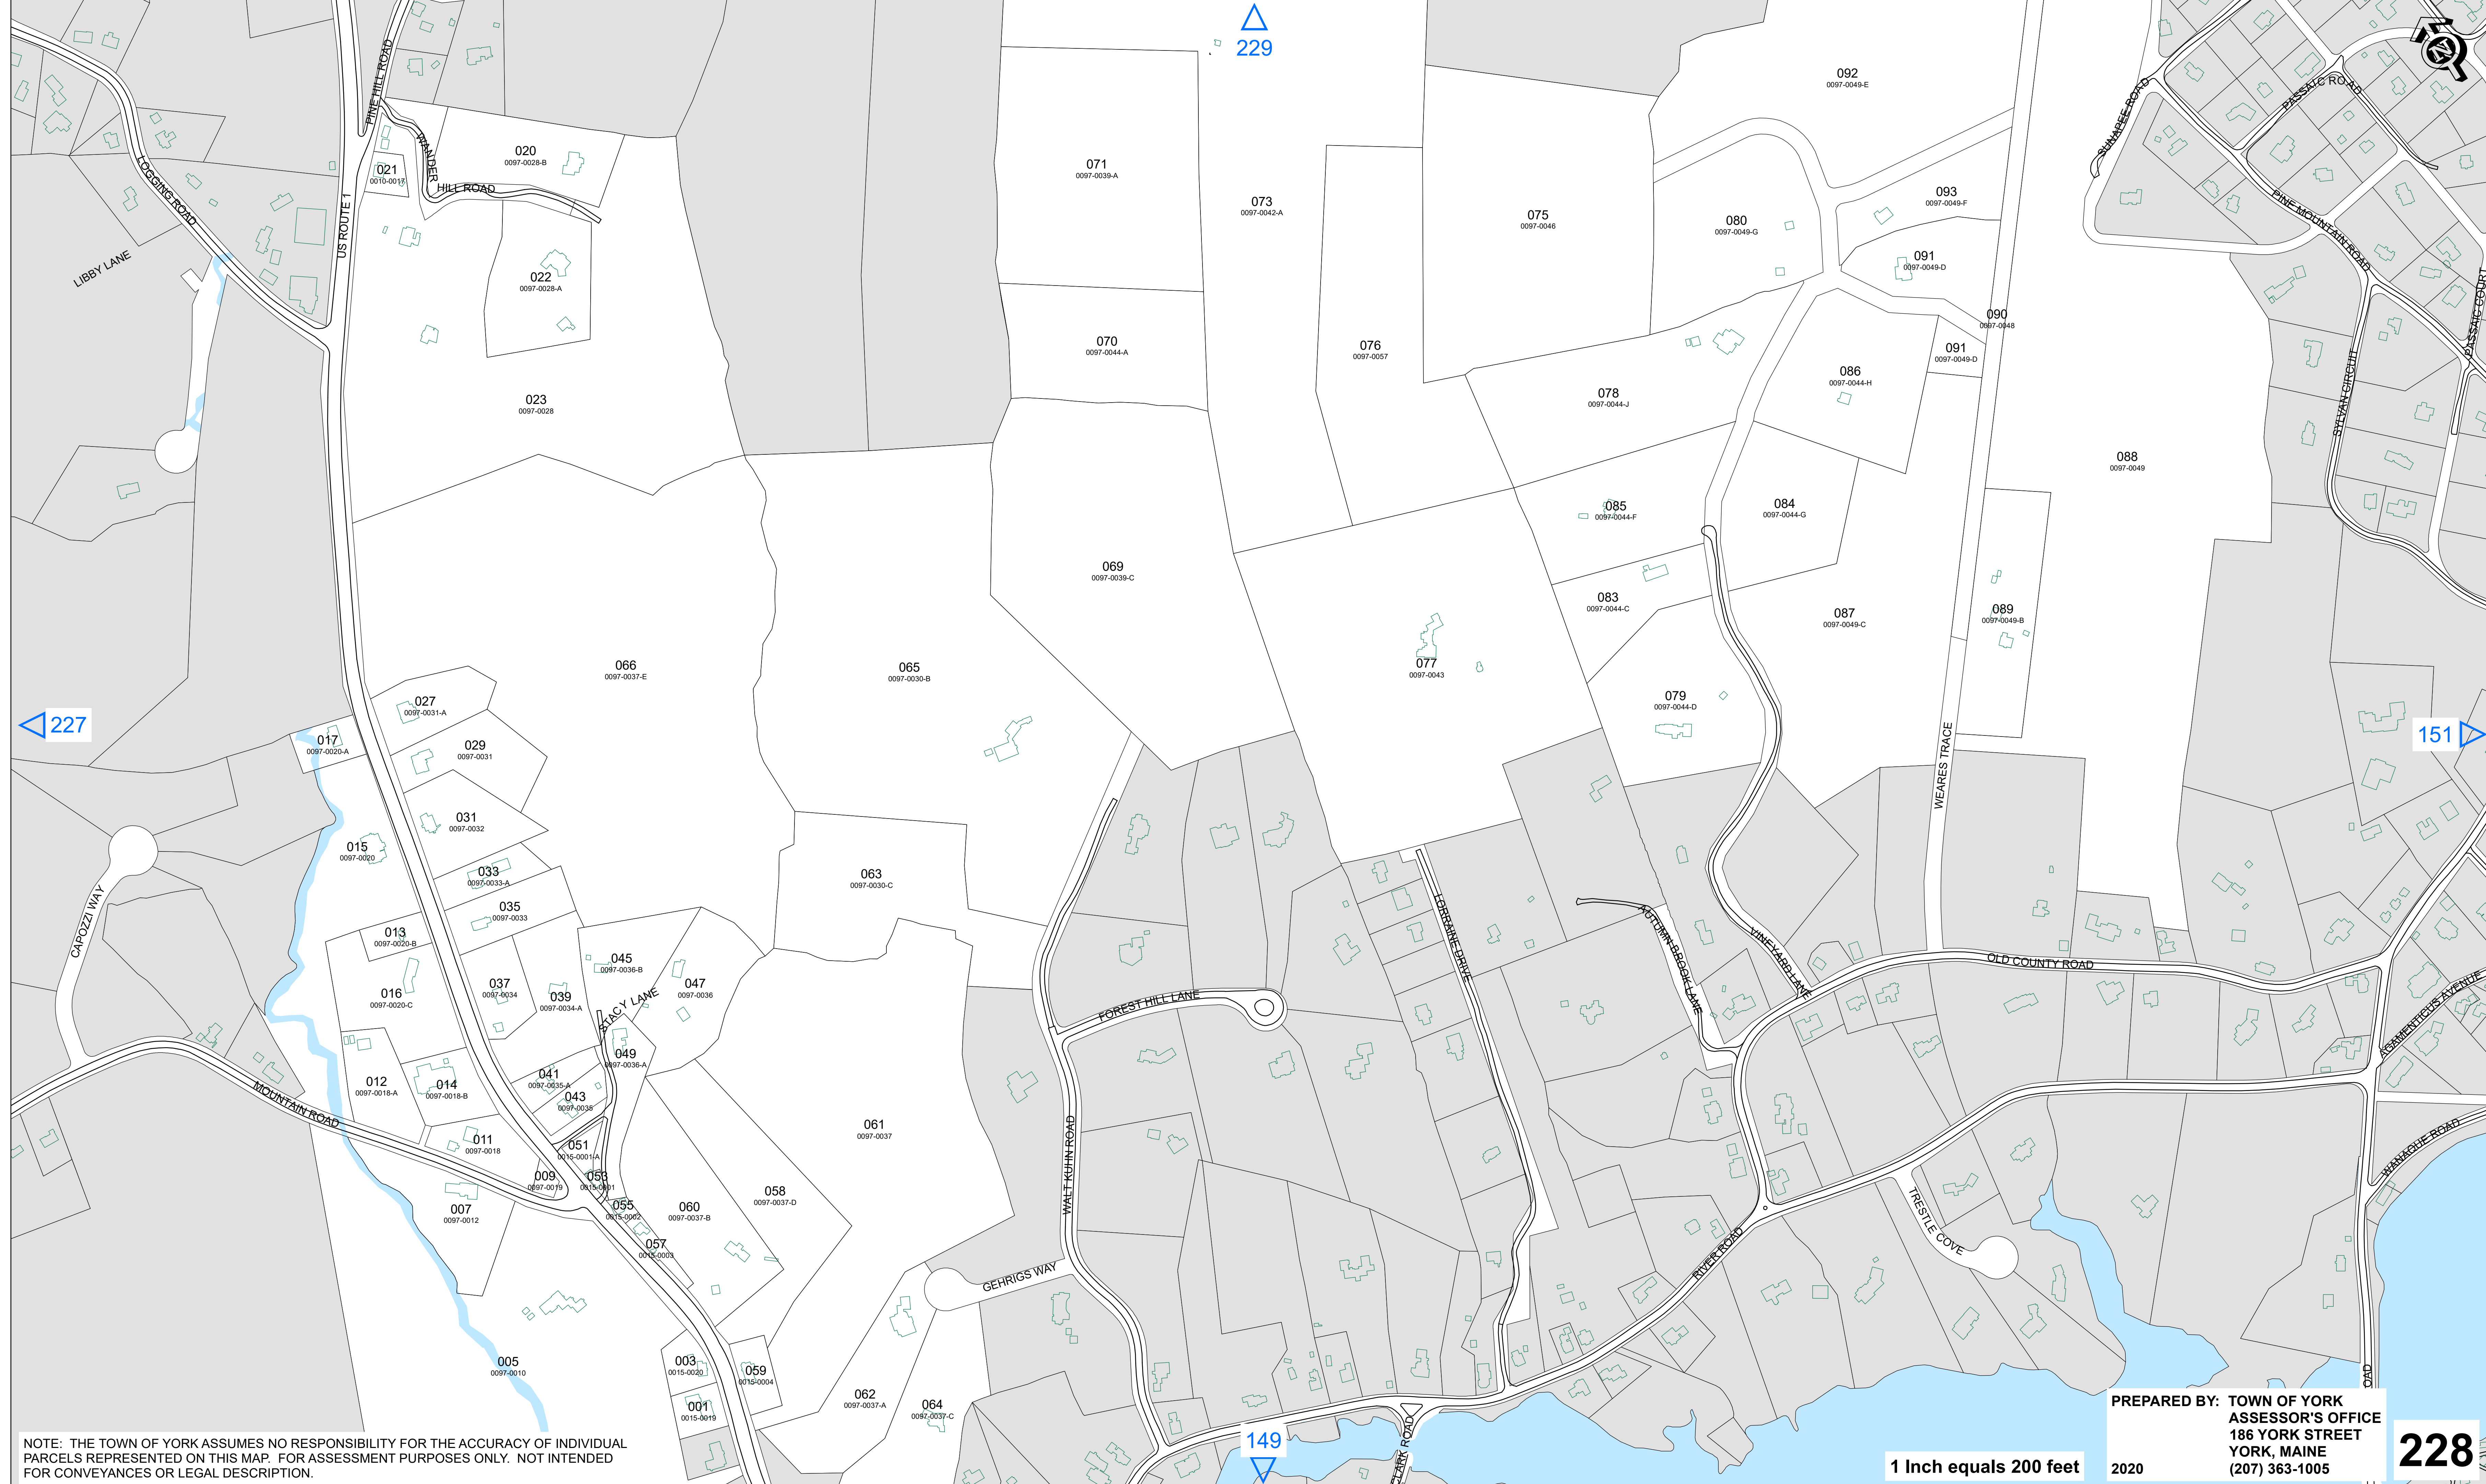 229
092
0097-0049-E
PINE HILL ROAD
WANDER
HILL ROAD
020
0097-0028-B
021
0010-0017
LOGGING ROAD
US ROUTE 1
LIBBY LANE
022
0097-0028-A
023
0097-0028
071
0097-0039-A
070
0097-0044-A
073
0097-0042-A
075
0097-0046
076
0097-0057
080
0097-0049-G
093
0097-0049-F
091
0097-0049-D
090
0097-0048
091
0097-0049-D
086
0097-0044-H
078
0097-0044-J
SUNAPEE ROAD
PASSAIC ROAD
PINE MOUNTAIN ROAD
PASSAIC COURT
SYLVAN CIRCUIT
088
0097-0049
085
0097-0044-F
084
0097-0044-G
083
0097-0044-C
087
0097-0049-C
089
0097-0049-B
069
0097-0039-C
066
0097-0037-E
065
0097-0030-B
077
0097-0043
079
0097-0044-D
227
151
027
0097-0031-A
017
0097-0020-A
029
0097-0031
031
0097-0032
015
0097-0020
033
0097-0033-A
035
0097-0033
063
0097-0030-C
WEARES TRACE
CAPOZZI WAY
013
0097-0020-B
016
0097-0020-C
037
0097-0034
039
0097-0034-A
045
0097-0036-B
047
0097-0036
STACY LANE
049
0097-0036-A
012
0097-0018-A
014
0097-0018-B
041
0097-0035-A
043
0097-0035
MOUNTAIN ROAD
011
0097-0018
051
0015-0001-A
009
0097-0019
053
0015-0001
055
0015-0002
057
0015-0003
060
0097-0037-B
058
0097-0037-D
061
0097-0037
007
0097-0012
005
0097-0010
003
0015-0020
001
0015-0019
059
0015-0004
062
0097-0037-A
064
0097-0037-C
FOREST HILL LANE
WALT KUHN ROAD
GEHRIGS WAY
LORRAINE DRIVE
AUTUMN BROOK LANE
VINEYARD LANE
OLD COUNTY ROAD
AGAMENTICUS AVENUE
WANAQUE ROAD
TRESTLE COVE
RIVER ROAD
CLARK ROAD
OAD
149
NOTE: THE TOWN OF YORK ASSUMES NO RESPONSIBILITY FOR THE ACCURACY OF INDIVIDUAL
PARCELS REPRESENTED ON THIS MAP. FOR ASSESSMENT PURPOSES ONLY. NOT INTENDED
FOR CONVEYANCES OR LEGAL DESCRIPTION.
1 Inch equals 200 feet
PREPARED BY: TOWN OF YORK
ASSESSOR'S OFFICE
186 YORK STREET
YORK, MAINE
2020 (207) 363-1005
228
N